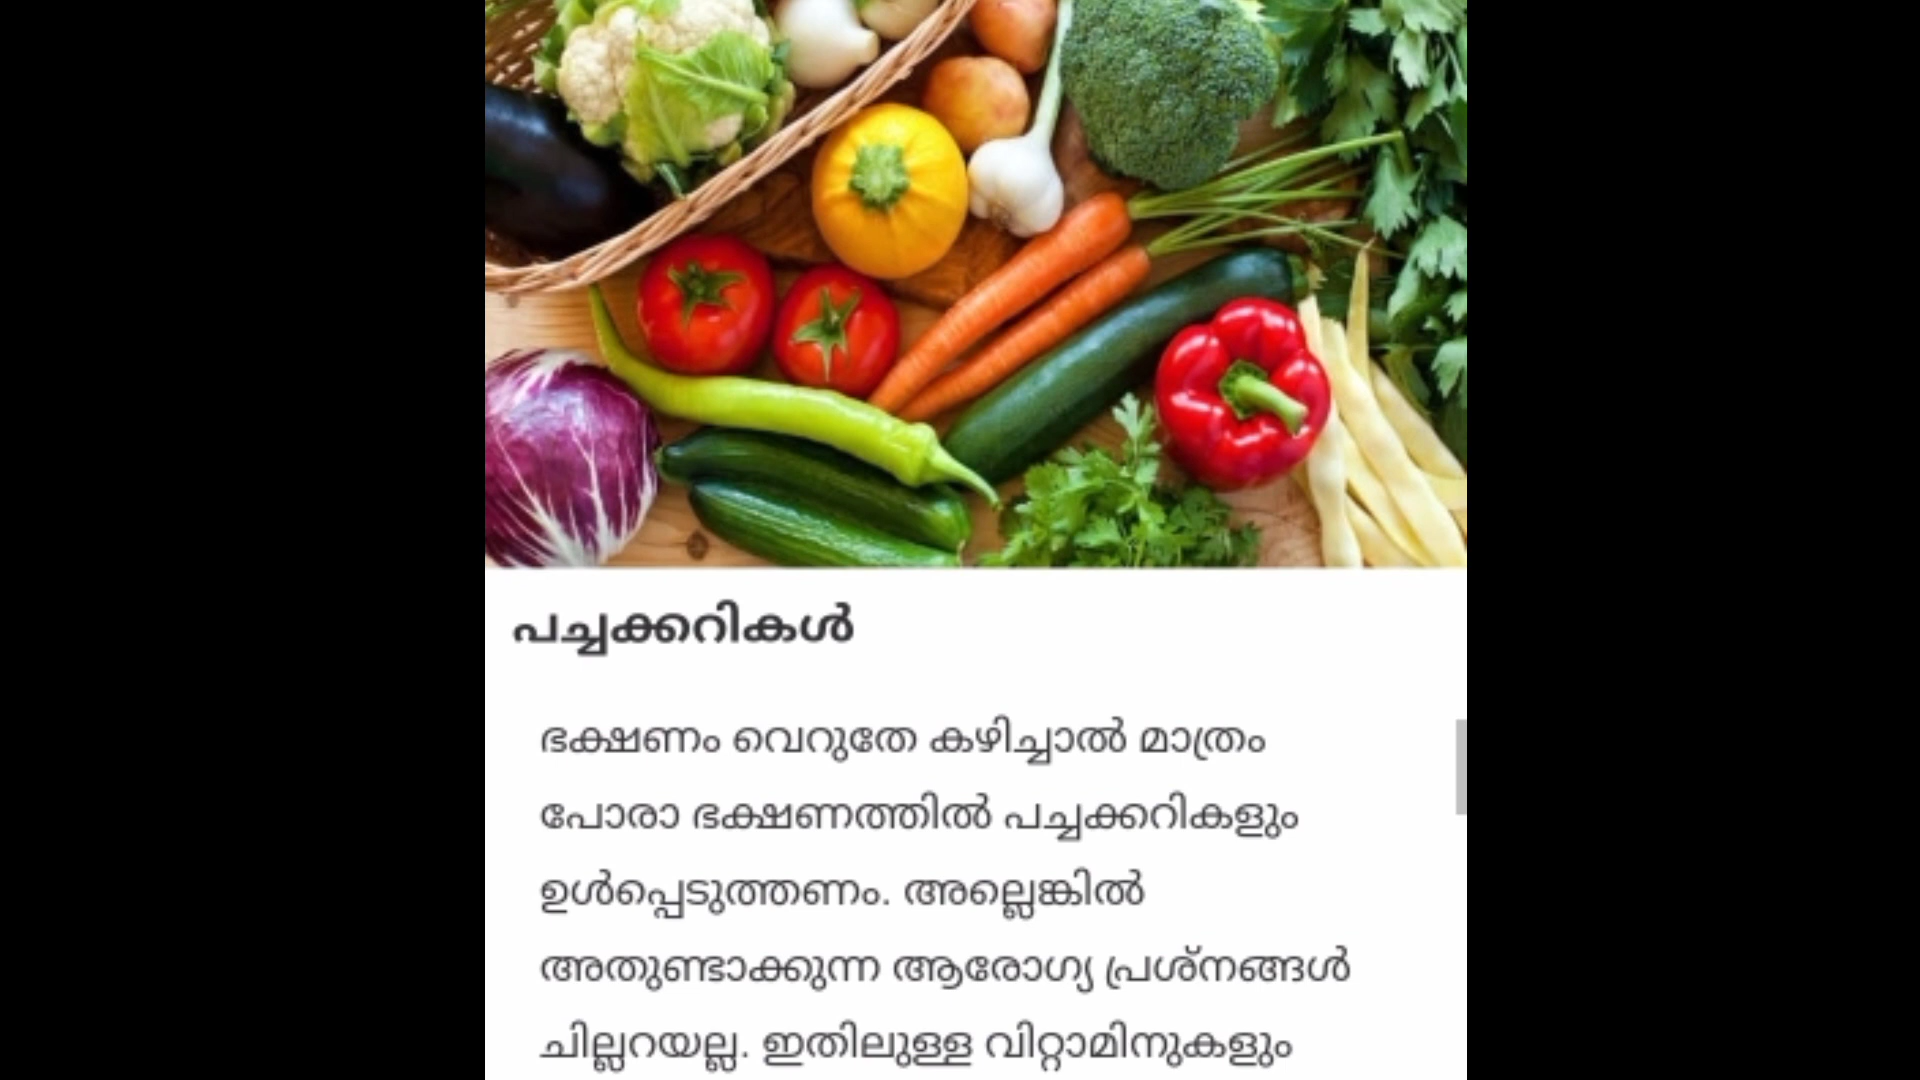 പച്ചക്കറികൾ
ഭക്ഷണം വെറുതേ കഴിച്ചാൽ മാത്രം
പോരാ ഭക്ഷണത്തിൽ പച്ചക്കറികളും
ഉൾപ്പെടുത്തണം. അല്ലെങ്കിൽ
അതുണ്ടാക്കുന്ന ആരോഗ്യ പ്രശ്നങ്ങൾ
ചില്ലറയല്ല. ഇതിലുള്ള വിറ്റാമിനുകളും